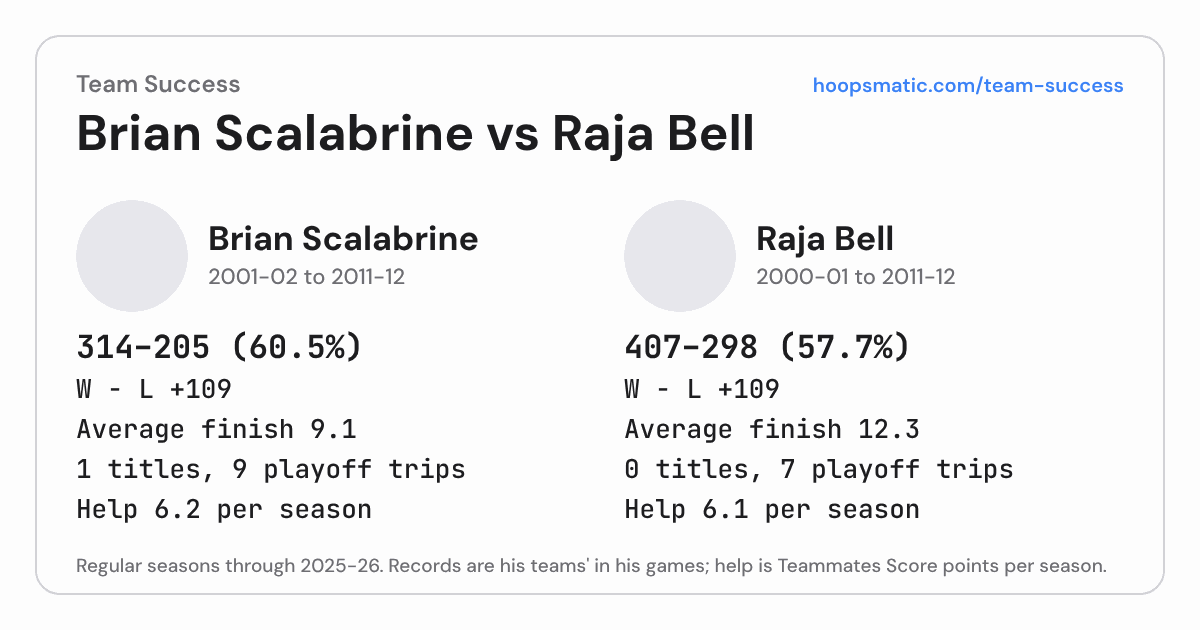 Team Success
hoopsmatic.com/team-success
Brian Scalabrine vs Raja Bell
Brian Scalabrine
2001-02 to 2011-12
314-205 (60.5%)
W - L +109
Average finish 9.1
1 titles, 9 playoff trips
Help 6.2 per season
Raja Bell
2000-01 to 2011-12
407-298 (57.7%)
W - L +109
Average finish 12.3
0 titles, 7 playoff trips
Help 6.1 per season
Regular seasons through 2025-26. Records are his teams' in his games; help is Teammates Score points per season.